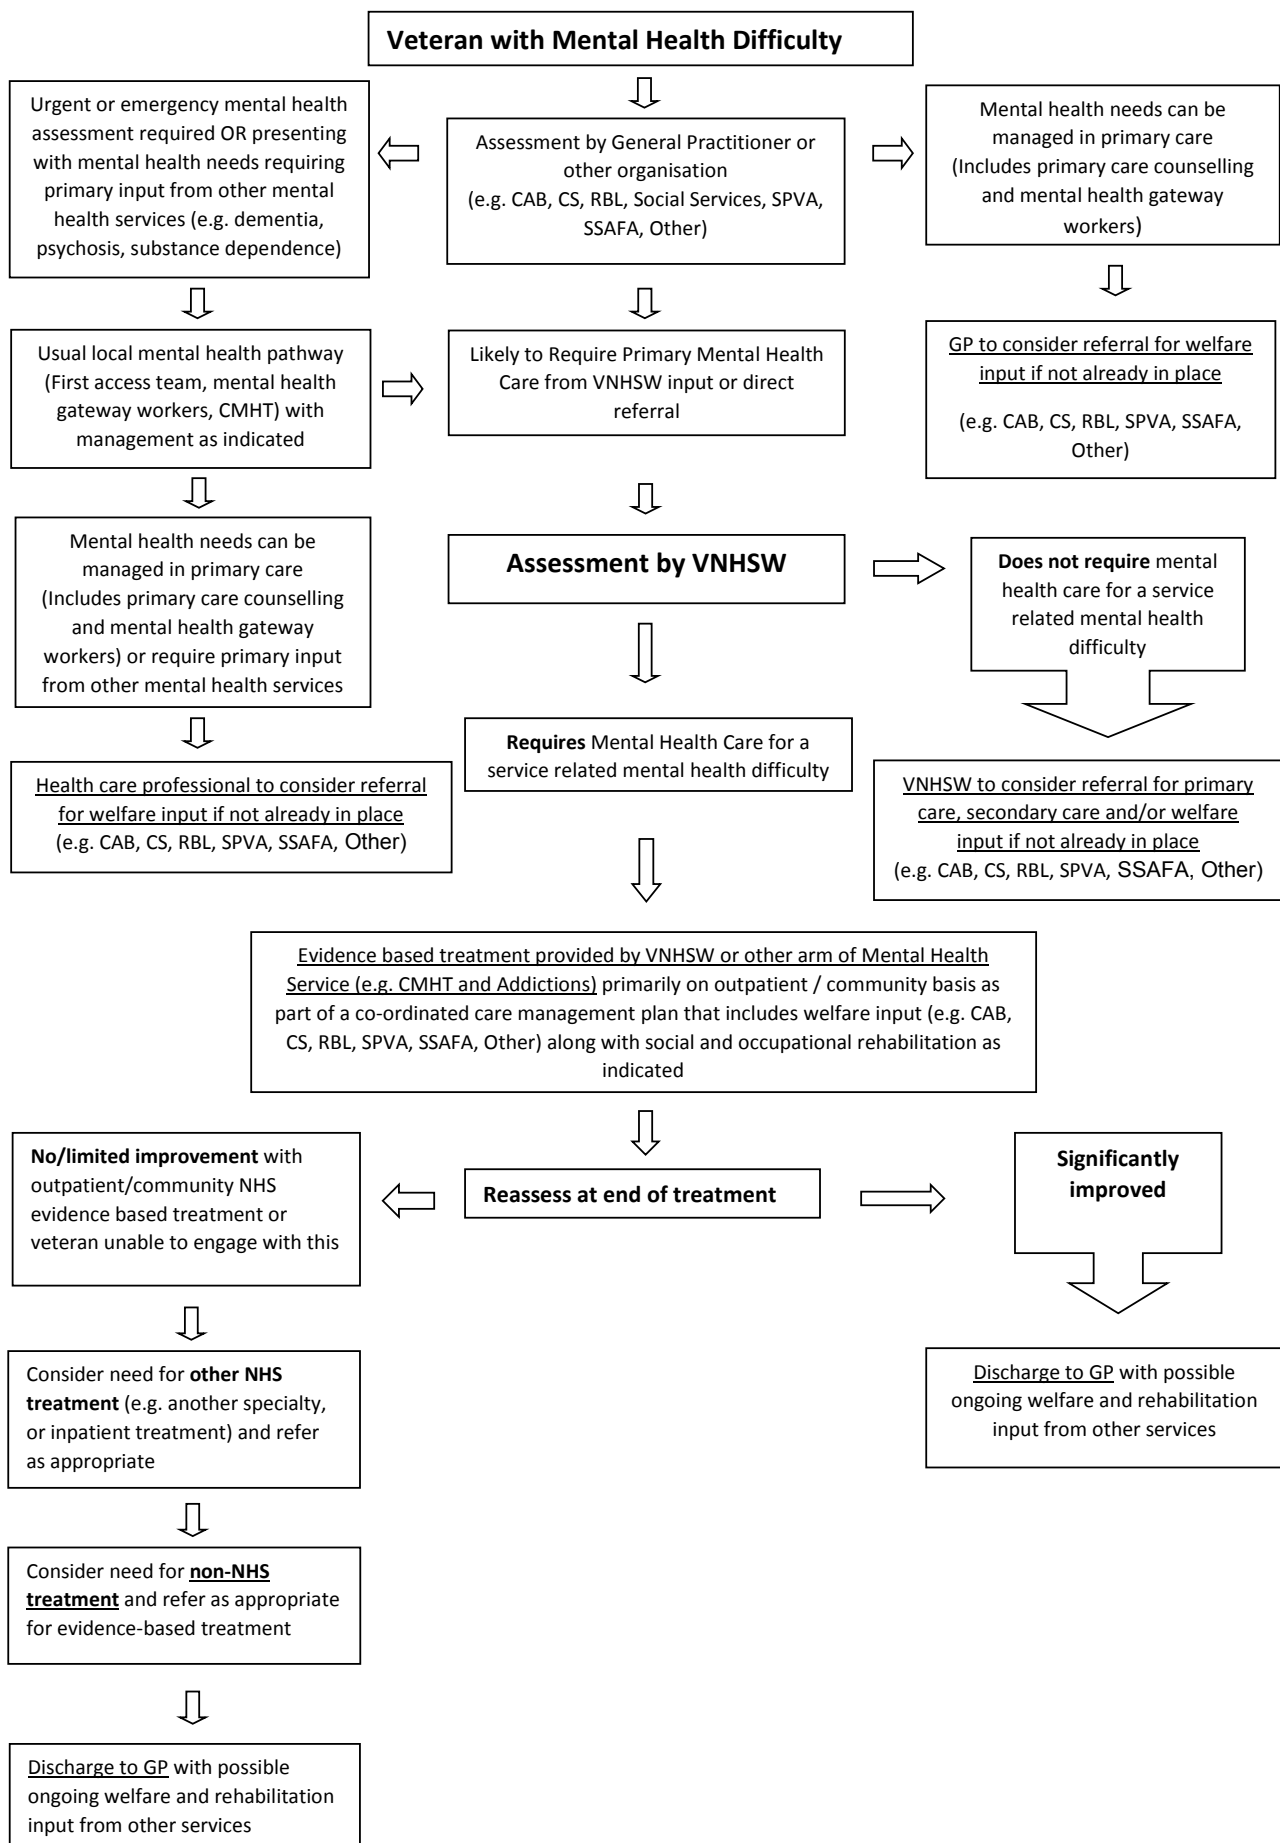 Veteran with Mental Health Difficulty
Urgent or emergency mental health
assessment required OR presenting
with mental health needs requiring
primary input from other mental
health services (e.g. dementia,
psychosis, substance dependence)
Assessment by General Practitioner or
other organisation
(e.g. CAB, CS, RBL, Social Services, SPVA,
SSAFA, Other)
Mental health needs can be
managed in primary care
(Includes primary care counselling
and mental health gateway
workers)
Usual local mental health pathway
(First access team, mental health
gateway workers, CMHT) with
management as indicated
Likely to Require Primary Mental Health
Care from VNHSW input or direct
referral
GP to consider referral for welfare
input if not already in place
(e.g. CAB, CS, RBL, SPVA, SSAFA,
Other)
Mental health needs can be
managed in primary care
(Includes primary care counselling
and mental health gateway
workers) or require primary input
from other mental health services
Assessment by VNHSW
Does not require mental
health care for a service
related mental health
difficulty
Requires Mental Health Care for a
service related mental health difficulty
Health care professional to consider referral
for welfare input if not already in place
(e.g. CAB, CS, RBL, SPVA, SSAFA, Other)
VNHSW to consider referral for primary
care, secondary care and/or welfare
input if not already in place
(e.g. CAB, CS, RBL, SPVA, SSAFA, Other)
Evidence based treatment provided by VNHSW or other arm of Mental Health
Service (e.g. CMHT and Addictions) primarily on outpatient / community basis as
part of a co-ordinated care management plan that includes welfare input (e.g. CAB,
CS, RBL, SPVA, SSAFA, Other) along with social and occupational rehabilitation as
indicated
No/limited improvement with
outpatient/community NHS
evidence based treatment or
veteran unable to engage with this
Reassess at end of treatment
Significantly
improved
Consider need for other NHS
treatment (e.g. another specialty,
or inpatient treatment) and refer
as appropriate
Discharge to GP with possible
ongoing welfare and rehabilitation
input from other services
Consider need for non-NHS
treatment and refer as appropriate
for evidence-based treatment
Discharge to GP with possible
ongoing welfare and rehabilitation
input from other services